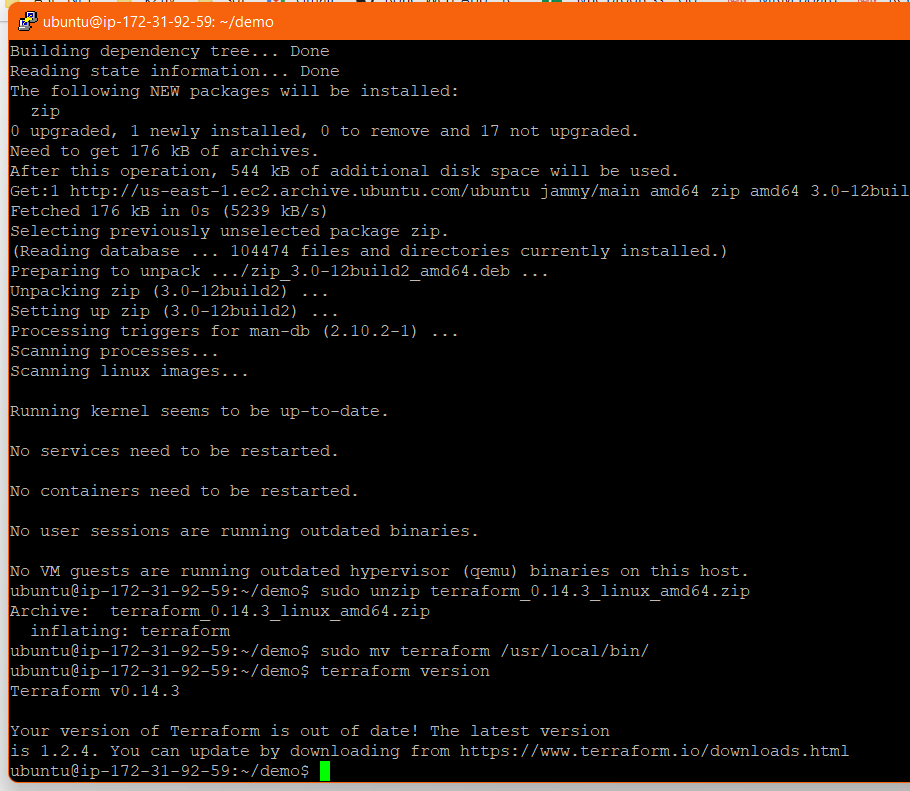 ubuntu@ip-172-31-92-59: ~/demo
Building dependency tree... Done
Reading state information... Done
The following NEW packages will be installed:
  zip
0 upgraded, 1 newly installed, 0 to remove and 17 not upgraded.
Need to get 176 kB of archives.
After this operation, 544 kB of additional disk space will be used.
Get:1 http://us-east-1.ec2.archive.ubuntu.com/ubuntu jammy/main amd64 zip amd64 3.0-12buil
Fetched 176 kB in 0s (5239 kB/s)
Selecting previously unselected package zip.
(Reading database ... 104474 files and directories currently installed.)
Preparing to unpack .../zip_3.0-12build2_amd64.deb ...
Unpacking zip (3.0-12build2) ...
Setting up zip (3.0-12build2) ...
Processing triggers for man-db (2.10.2-1) ...
Scanning processes...
Scanning linux images...

Running kernel seems to be up-to-date.

No services need to be restarted.

No containers need to be restarted.

No user sessions are running outdated binaries.

No VM guests are running outdated hypervisor (qemu) binaries on this host.
ubuntu@ip-172-31-92-59:~/demo$ sudo unzip terraform_0.14.3_linux_amd64.zip
Archive:  terraform_0.14.3_linux_amd64.zip
  inflating: terraform
ubuntu@ip-172-31-92-59:~/demo$ sudo mv terraform /usr/local/bin/
ubuntu@ip-172-31-92-59:~/demo$ terraform version
Terraform v0.14.3

Your version of Terraform is out of date! The latest version
is 1.2.4. You can update by downloading from https://www.terraform.io/downloads.html
ubuntu@ip-172-31-92-59:~/demo$